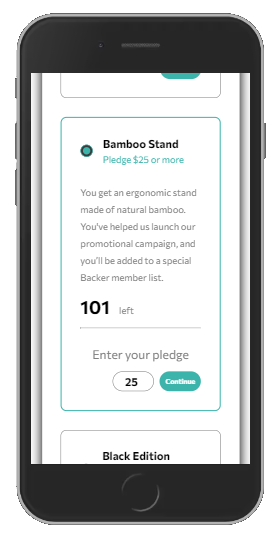 Bamboo Stand
Pledge $25 or more
You get an ergonomic stand
made of natural bamboo.
You've helped us launch our
promotional campaign, and
you'll be added to a special
Backer member list.
101 left
Enter your pledge
25 Continue
Black Edition